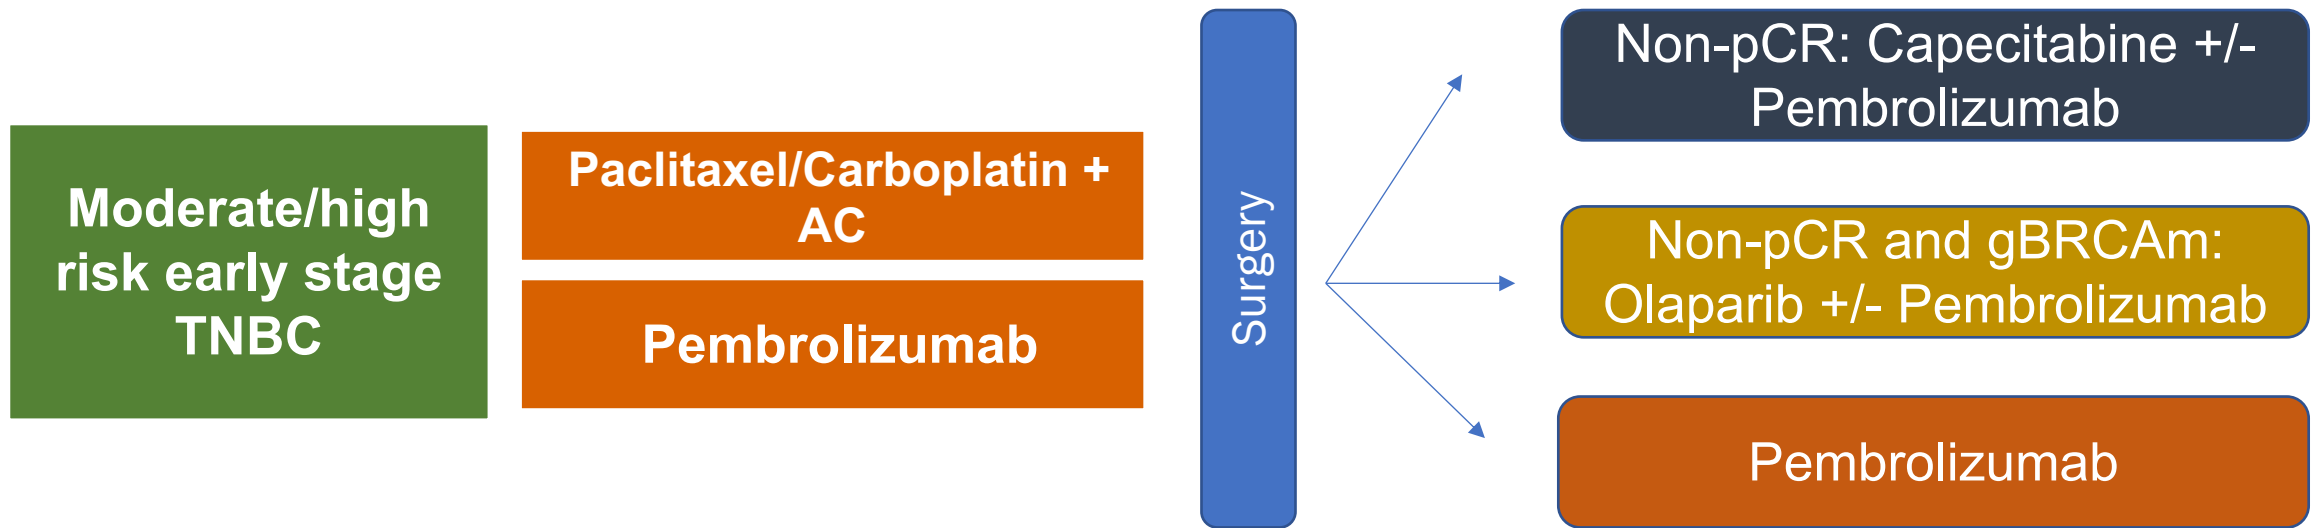 Moderate/high
risk early stage
TNBC
Paclitaxel/Carboplatin +
AC
Pembrolizumab
Surgery
Non-pCR: Capecitabine +/-
Pembrolizumab
Non-pCR and gBRCAm:
Olaparib +/- Pembrolizumab
Pembrolizumab